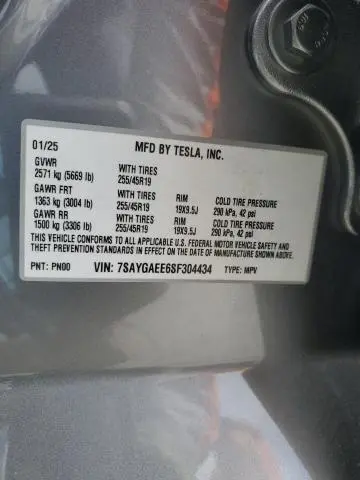 01/25 MFD BY TESLA, INC.
GVWR WITH TIRES
2571 kg (5669 lb) 255/45R19
GAWR FRT WITH TIRES RIM COLD TIRE PRESSURE
1363 kg (3004 lb) 255/45R19 19X9.5J 290 kPa, 42 psi
GAWR RR WITH TIRES RIM COLD TIRE PRESSURE
1500 kg (3306 lb) 255/45R19 19X9.5J 290 kPa, 42 psi
THIS VEHICLE CONFORMS TO ALL APPLICABLE U.S. FEDERAL MOTOR VEHICLE SAFETY AND
THEFT PREVENTION STANDARDS IN EFFECT ON THE DATE OF MANUFACTURE SHOWN ABOVE.
PNT: PN00 VIN: 7SAYGAEE6SF304434 TYPE: MPV